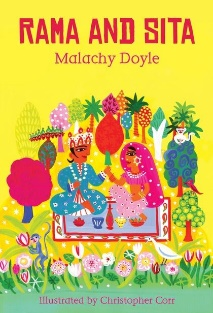 RAMA AND SITA
Malachy Doyle
Illustrated by Christopher Corr